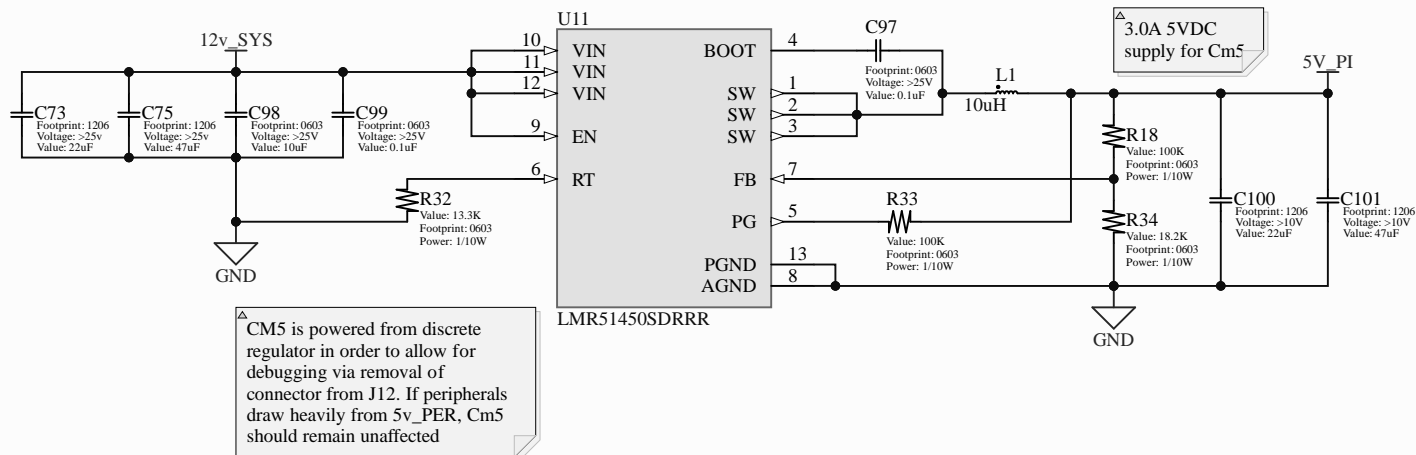 U11
12v_SYS
C73
Footprint: 1206
Voltage: >25v
Value: 22uF
C75
Footprint: 1206
Voltage: >25v
Value: 47uF
C98
Footprint: 0603
Voltage: >25V
Value: 10uF
C99
Footprint: 0603
Voltage: >25V
Value: 0.1uF
R32
Value: 13.3K
Footprint: 0603
Power: 1/10W
GND
10 VIN
11 VIN
12 VIN
9 EN
6 RT
BOOT 4
SW 1
SW 2
SW 3
FB 7
PG 5
PGND 13
AGND 8
LMR51450SDRRR
C97
Footprint: 0603
Voltage: >25V
Value: 0.1uF
L1
10uH
R33
Value: 100K
Footprint: 0603
Power: 1/10W
R18
Value: 100K
Footprint: 0603
Power: 1/10W
R34
Value: 18.2K
Footprint: 0603
Power: 1/10W
GND
3.0A 5VDC
supply for Cm5
5V_PI
C100
Footprint: 1206
Voltage: >10V
Value: 22uF
C101
Footprint: 1206
Voltage: >10V
Value: 47uF
CM5 is powered from discrete
regulator in order to allow for
debugging via removal of
connector from J12. If peripherals
draw heavily from 5v_PER, Cm5
should remain unaffected